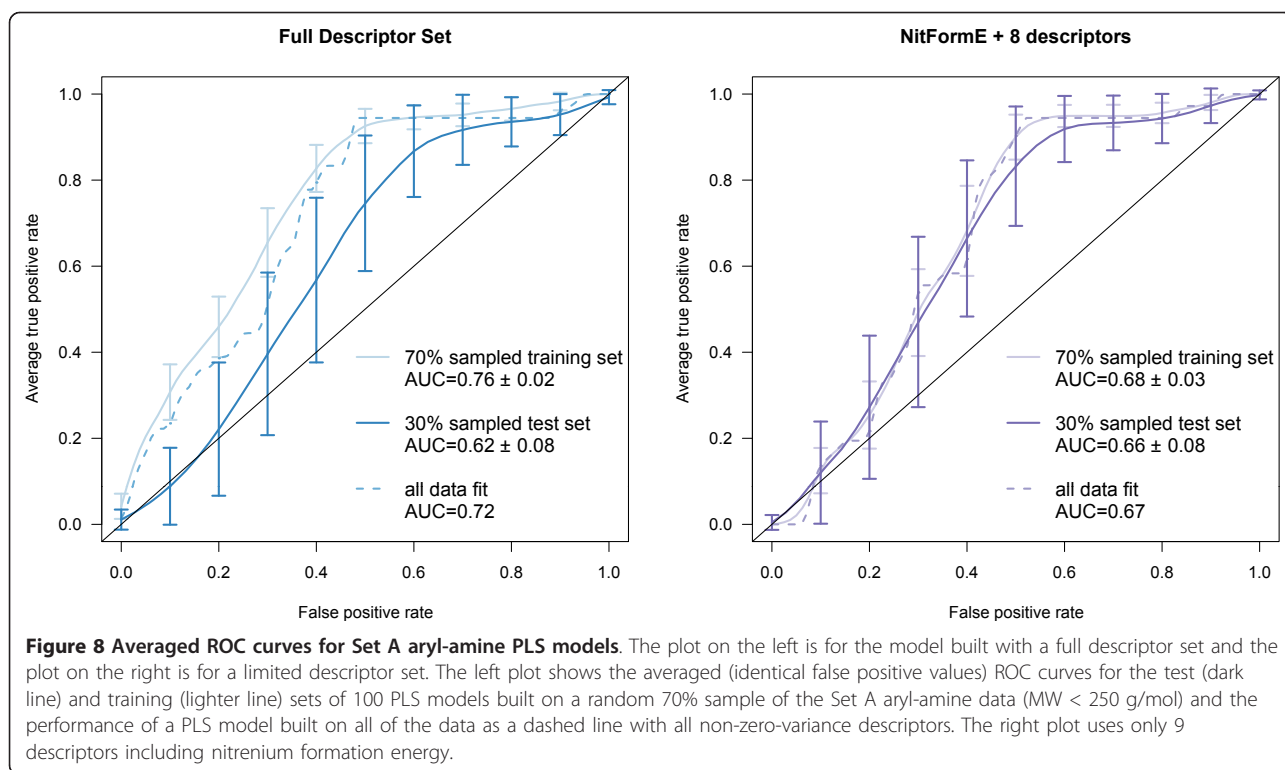 Full Descriptor Set
Average true positive rate
1.0
0.8
0.6
0.4
0.2
0.0
70% sampled training set
AUC=0.76 ± 0.02
30% sampled test set
AUC=0.62 ± 0.08
all data fit
AUC=0.72
0.0 0.2 0.4 0.6 0.8 1.0
False positive rate
NitFormE + 8 descriptors
Average true positive rate
1.0
0.8
0.6
0.4
0.2
0.0
70% sampled training set
AUC=0.68 ± 0.03
30% sampled test set
AUC=0.66 ± 0.08
all data fit
AUC=0.67
0.0 0.2 0.4 0.6 0.8 1.0
False positive rate
Figure 8 Averaged ROC curves for Set A aryl-amine PLS models. The plot on the left is for the model built with a full descriptor set and the
plot on the right is for a limited descriptor set. The left plot shows the averaged (identical false positive values) ROC curves for the test (dark
line) and training (lighter line) sets of 100 PLS models built on a random 70% sample of the Set A aryl-amine data (MW < 250 g/mol) and the
performance of a PLS model built on all of the data as a dashed line with all non-zero-variance descriptors. The right plot uses only 9
descriptors including nitrenium formation energy.